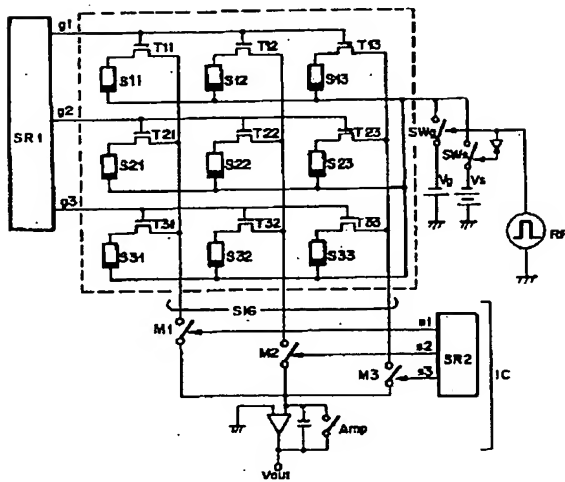 g1
T11
T12
T13
S11
S12
S13
SR1
g2
T21
T22
T23
SWg
SWs
S21
S22
S23
Vg
Vs
g3
T31
T32
T33
RF
S31
S32
S33
SIG
M1
s1
s2
M2
SR2
IC
M3
s3
Amp
Vout